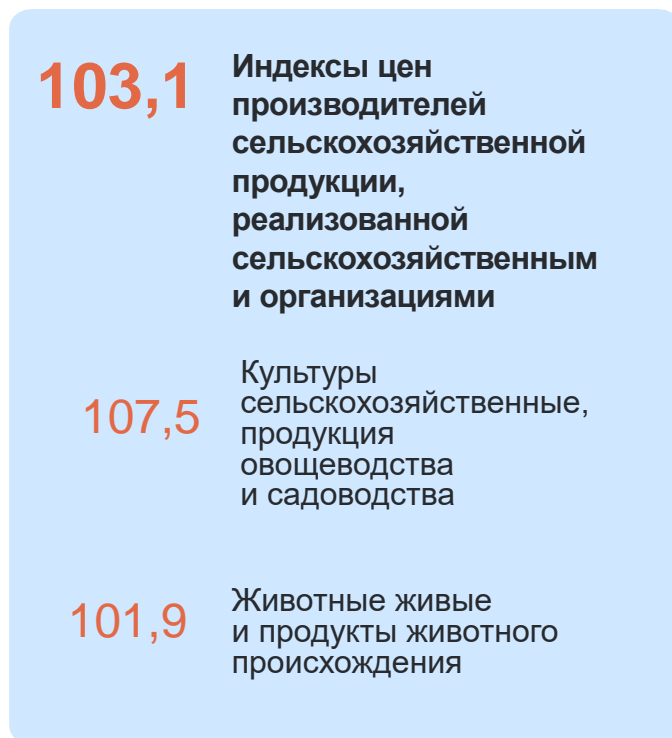 103,1
Индексы цен
производителей
сельскохозяйственной
продукции,
реализованной
сельскохозяйственным
и организациями
107,5
Культуры
сельскохозяйственные,
продукция
овощеводства
и садоводства
101,9
Животные живые
и продукты животного
происхождения